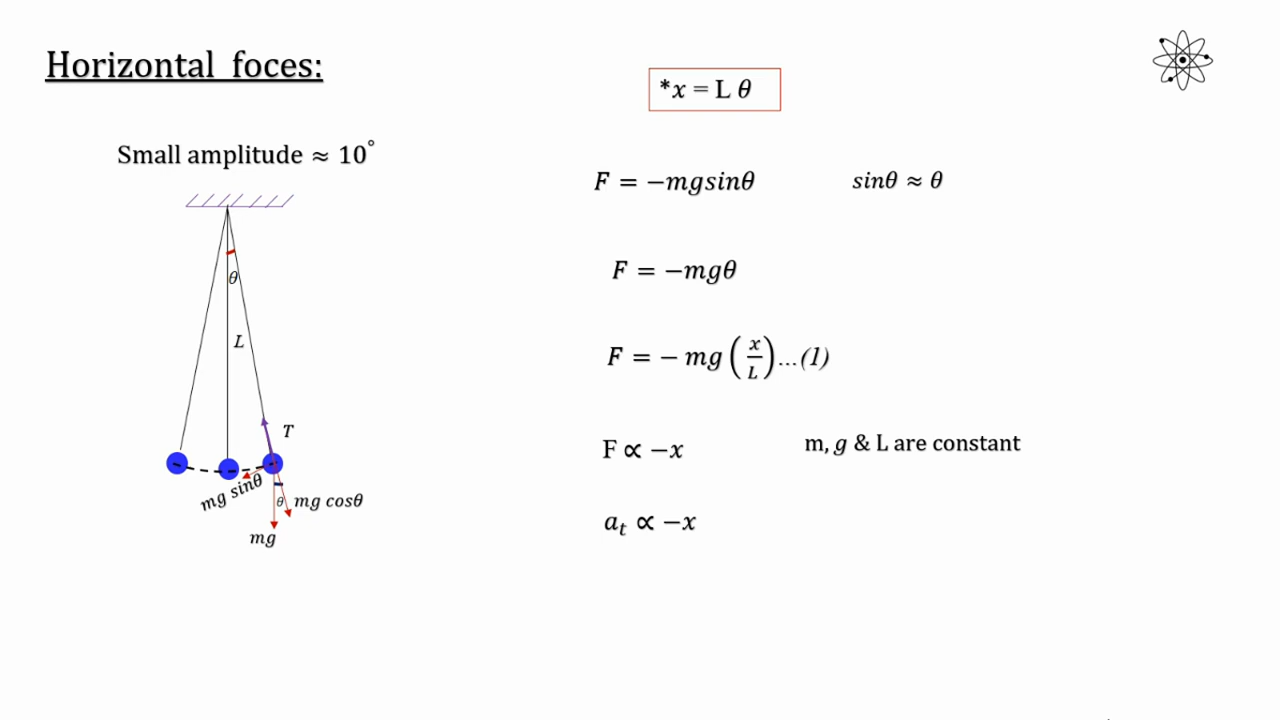 Horizontal foces:
*x = L θ
Small amplitude ≈ 10°
F = −mgsinθ
sinθ ≈ θ
F = −mgθ
F = − mg (x/L)...(1)
F ∝ −x
m, g & L are constant
a_t ∝ −x
θ
L
T
mg sinθ
θ
mg cosθ
mg